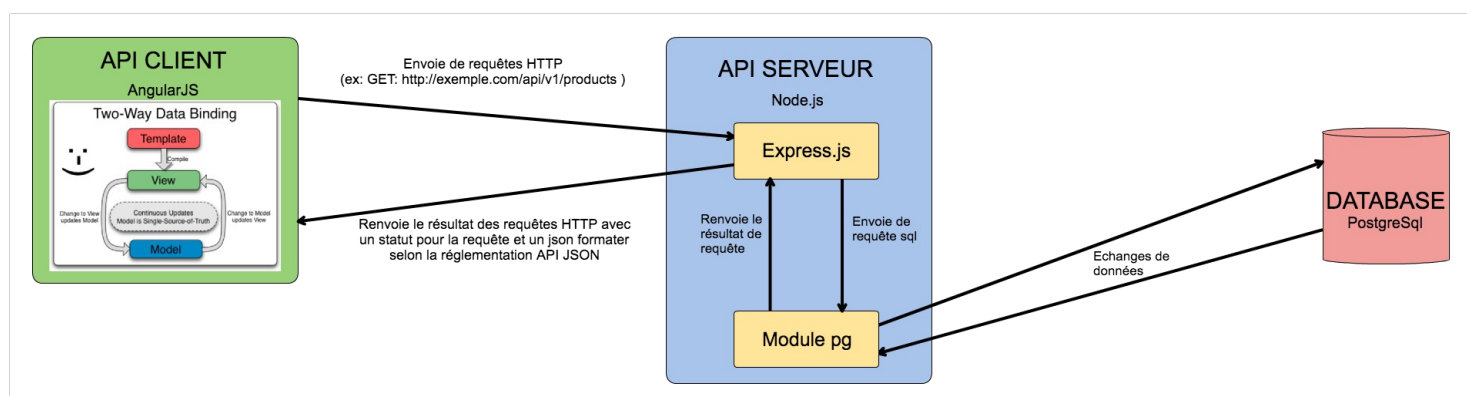 API CLIENT
AngularJS
Two-Way Data Binding
Template
Compile
View
Change to View
updates Model
Continuous Updates
Model is Single-Source-of-Truth
Change to Model
updates View
Model
Envoie de requêtes HTTP
(ex: GET: http://exemple.com/api/v1/products )
Renvoie le résultat des requêtes HTTP avec
un statut pour la requête et un json formater
selon la réglementation API JSON
API SERVEUR
Node.js
Express.js
Renvoie le
résultat de
requête
Envoie de
requête sql
Module pg
Echanges de
données
DATABASE
PostgreSql